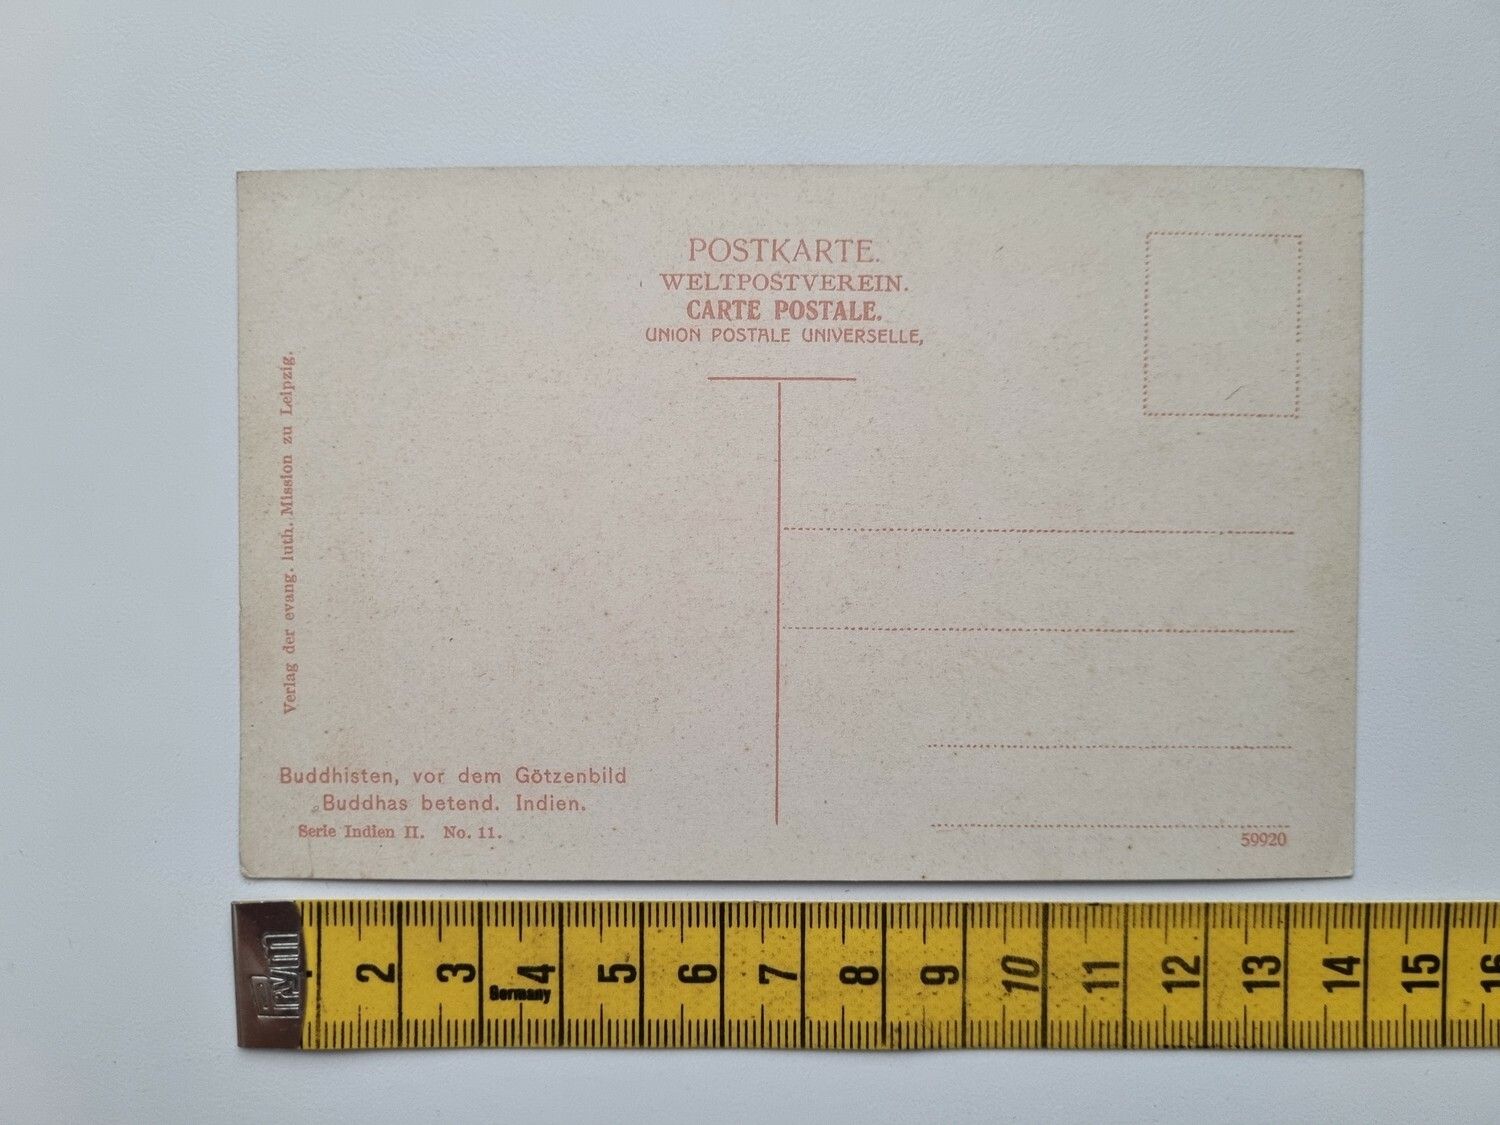 POSTKARTE.
WELTPOSTVEREIN.
CARTE POSTALE.
UNION POSTALE UNIVERSELLE,
Verlag der evang. luth. Mission zu Leipzig.
Buddhisten, vor dem Götzenbild
Buddhas betend. Indien.
Serie Indien II. No. 11.
59920
prym
2 3 4 5 6 7 8 9 10 11 12 13 14 15 16
Germany